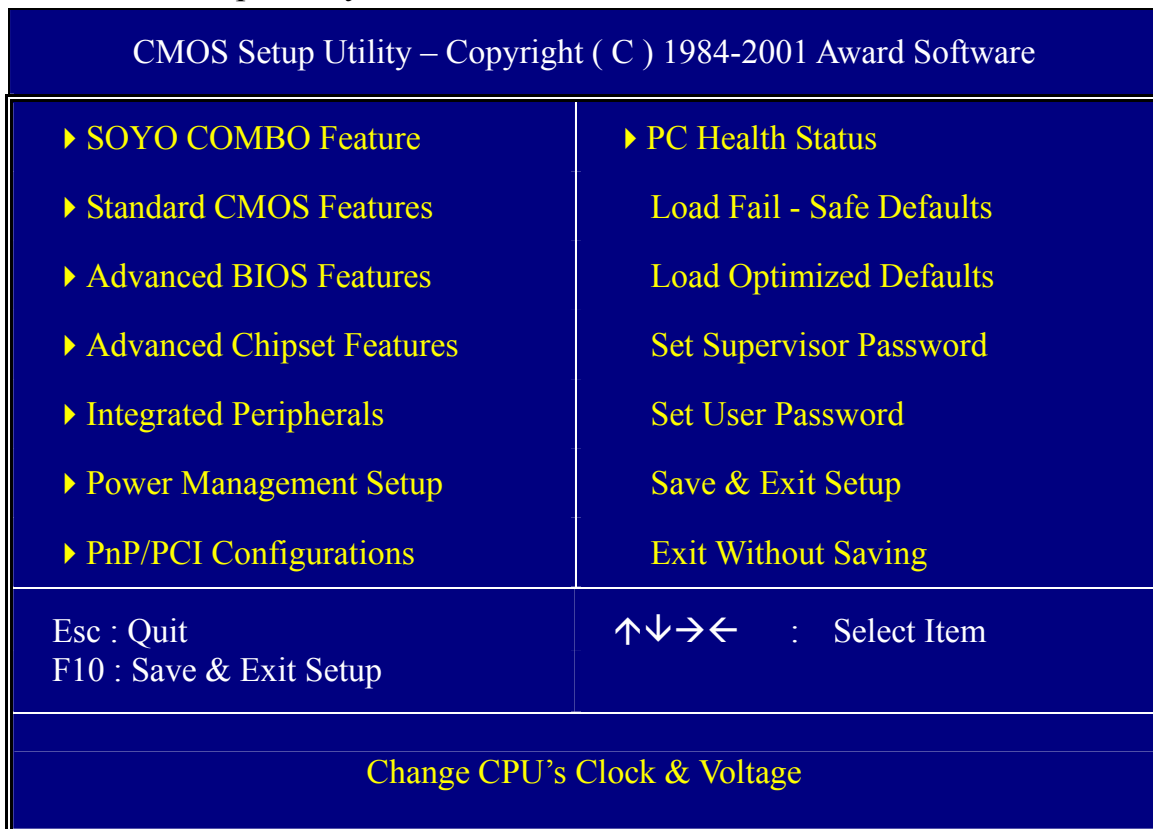 CMOS Setup Utility – Copyright ( C ) 1984-2001 Award Software
▸ SOYO COMBO Feature
▸ Standard CMOS Features
▸ Advanced BIOS Features
▸ Advanced Chipset Features
▸ Integrated Peripherals
▸ Power Management Setup
▸ PnP/PCI Configurations
▸ PC Health Status
Load Fail - Safe Defaults
Load Optimized Defaults
Set Supervisor Password
Set User Password
Save & Exit Setup
Exit Without Saving
Esc : Quit
F10 : Save & Exit Setup
↑↓→← : Select Item
Change CPU’s Clock & Voltage